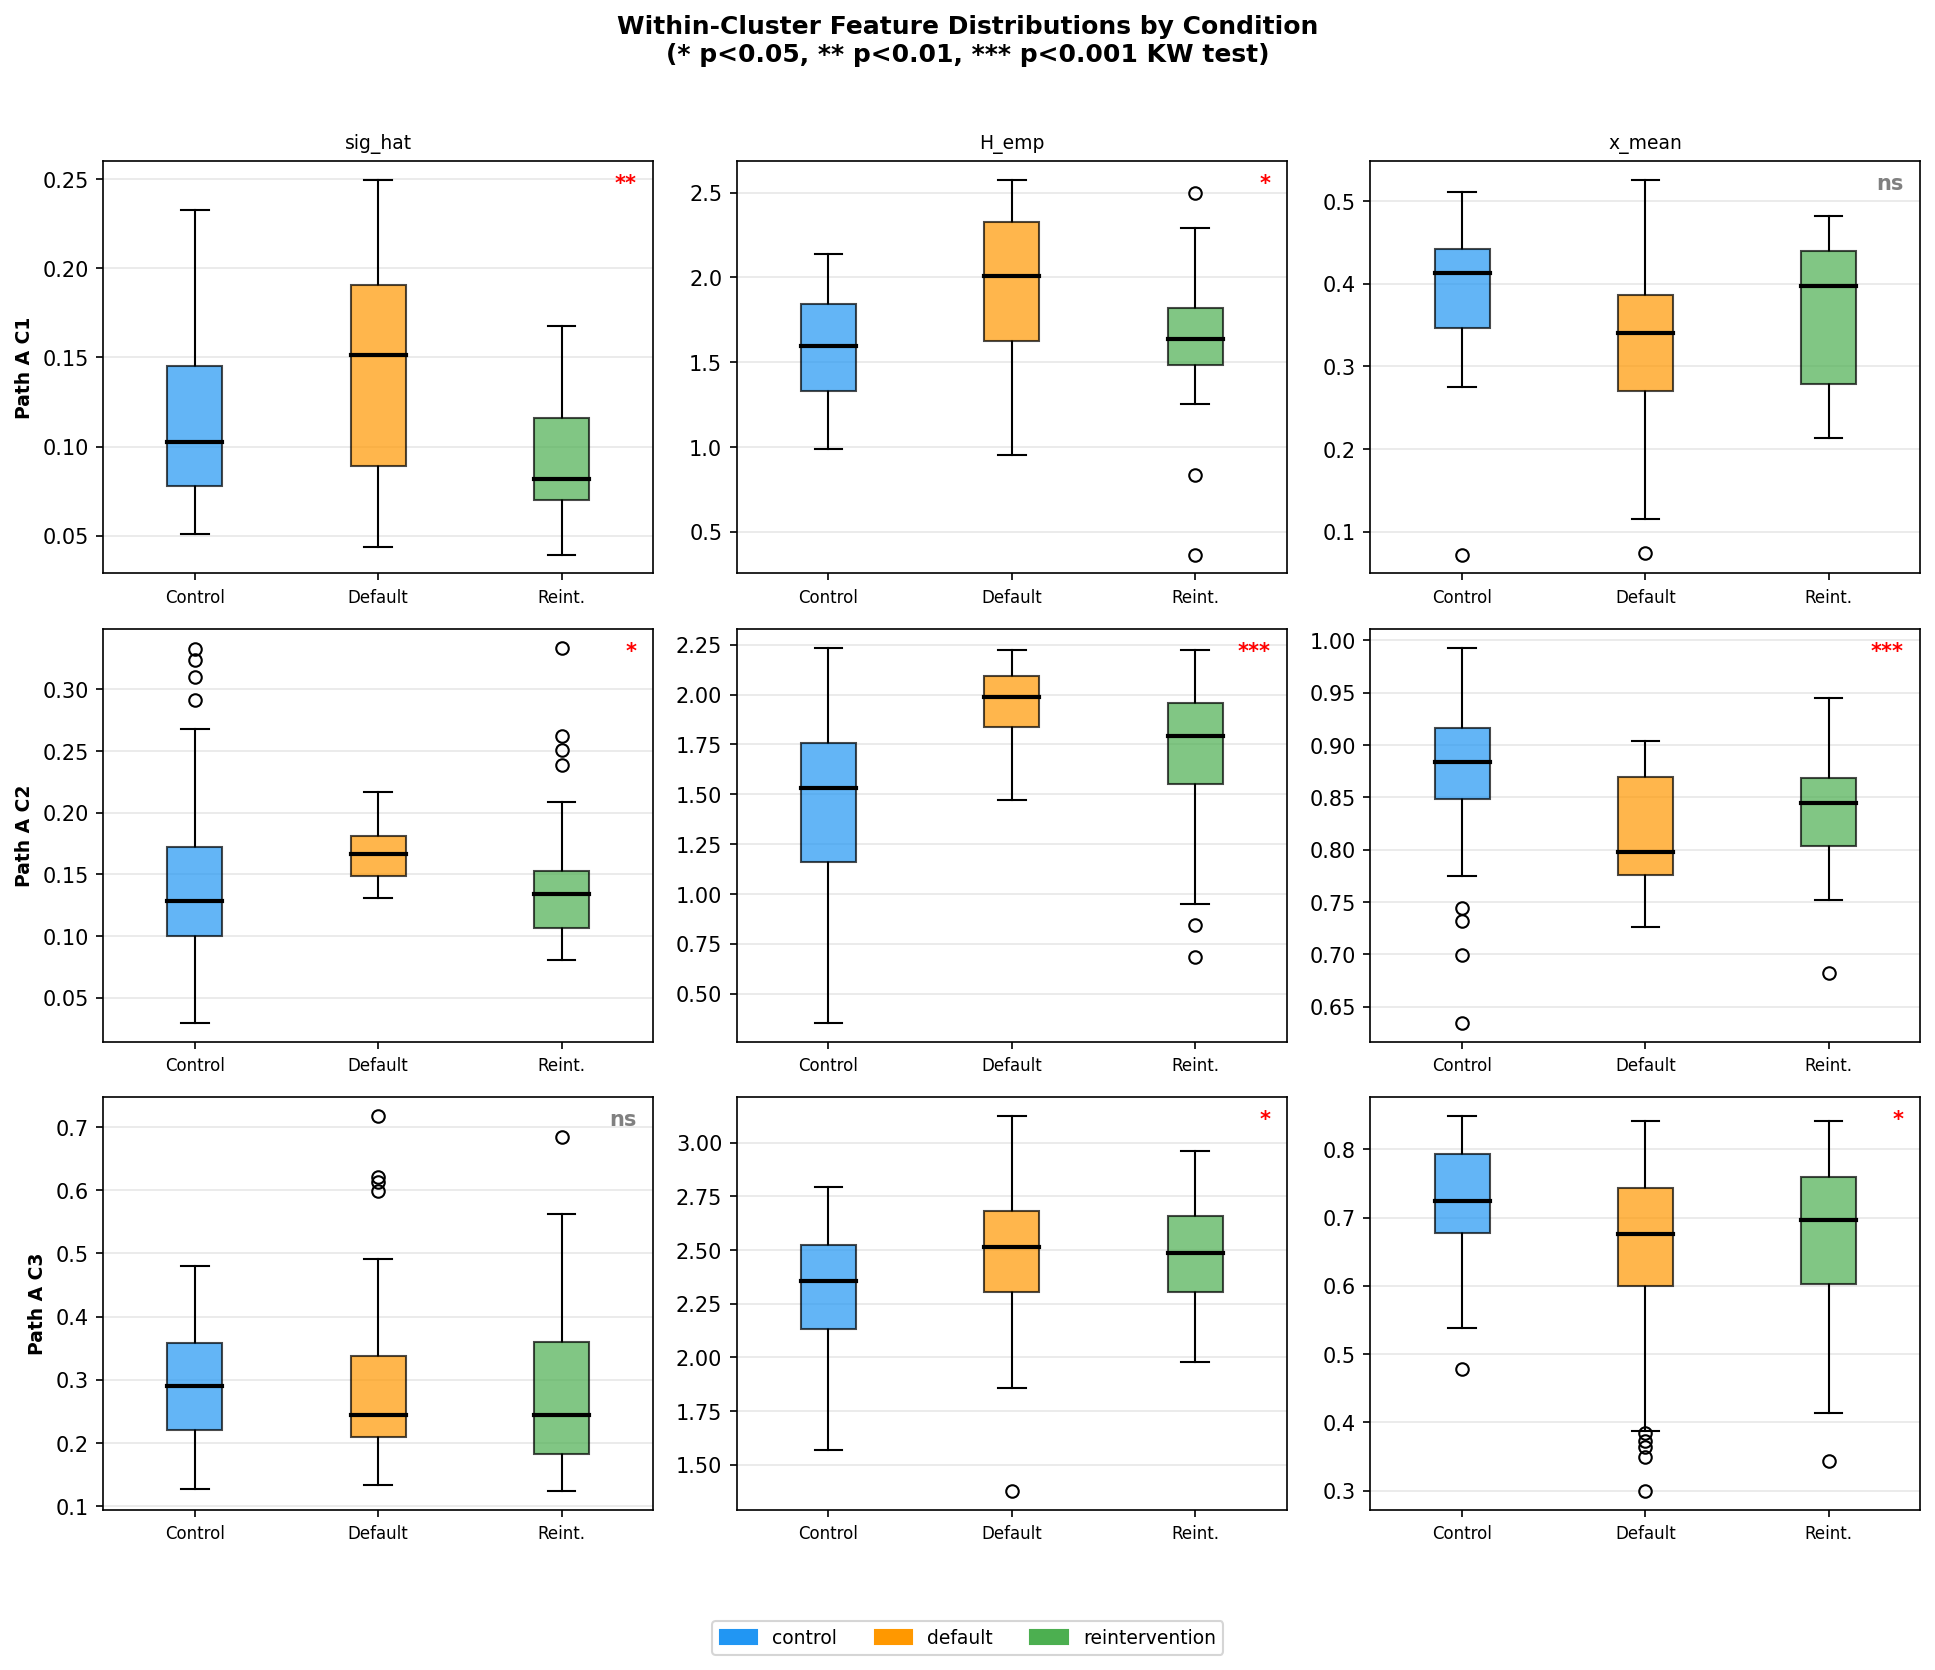 Within-Cluster Feature Distributions by Condition
(* p<0.05, ** p<0.01, *** p<0.001 KW test)
sig_hat
H_emp
x_mean
Path A C1
0.25
0.20
0.15
0.10
0.05
**
Control
Default
Reint.
2.5
2.0
1.5
1.0
0.5
*
Control
Default
Reint.
0.5
0.4
0.3
0.2
0.1
ns
Control
Default
Reint.
Path A C2
0.30
0.25
0.20
0.15
0.10
0.05
*
Control
Default
Reint.
2.25
2.00
1.75
1.50
1.25
1.00
0.75
0.50
***
Control
Default
Reint.
1.00
0.95
0.90
0.85
0.80
0.75
0.70
0.65
***
Control
Default
Reint.
Path A C3
0.7
0.6
0.5
0.4
0.3
0.2
0.1
ns
Control
Default
Reint.
3.00
2.75
2.50
2.25
2.00
1.75
1.50
*
Control
Default
Reint.
0.8
0.7
0.6
0.5
0.4
0.3
*
Control
Default
Reint.
control
default
reintervention